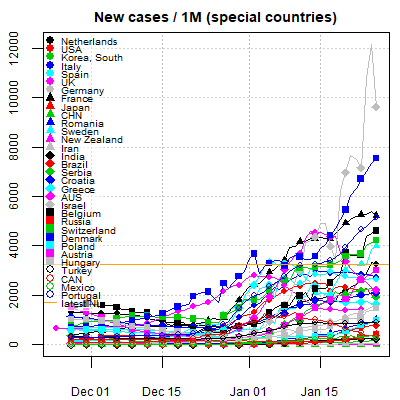 New cases / 1M (special countries)
12000
10000
8000
6000
4000
2000
0
Netherlands
USA
Korea, South
Italy
Spain
UK
Germany
France
Japan
CHN
Romania
Sweden
New Zealand
Iran
India
Brazil
Serbia
Croatia
Greece
AUS
Israel
Belgium
Russia
Switzerland
Denmark
Poland
Austria
Hungary
Turkey
CAN
Mexico
Portugal
latest NL
Dec 01
Dec 15
Jan 01
Jan 15